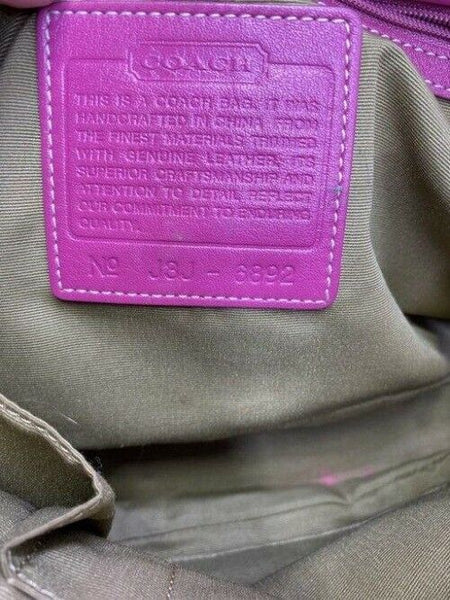 COACH
THIS IS A COACH BAG. IT WAS
HANDCRAFTED IN CHINA FROM
THE FINEST MATERIALS TRIMMED
WITH GENUINE LEATHER. ITS
SUPERIOR CRAFTSMANSHIP AND
ATTENTION TO DETAIL REFLECT
OUR COMMITMENT TO ENDURING
QUALITY.
Nº J3J - 6892